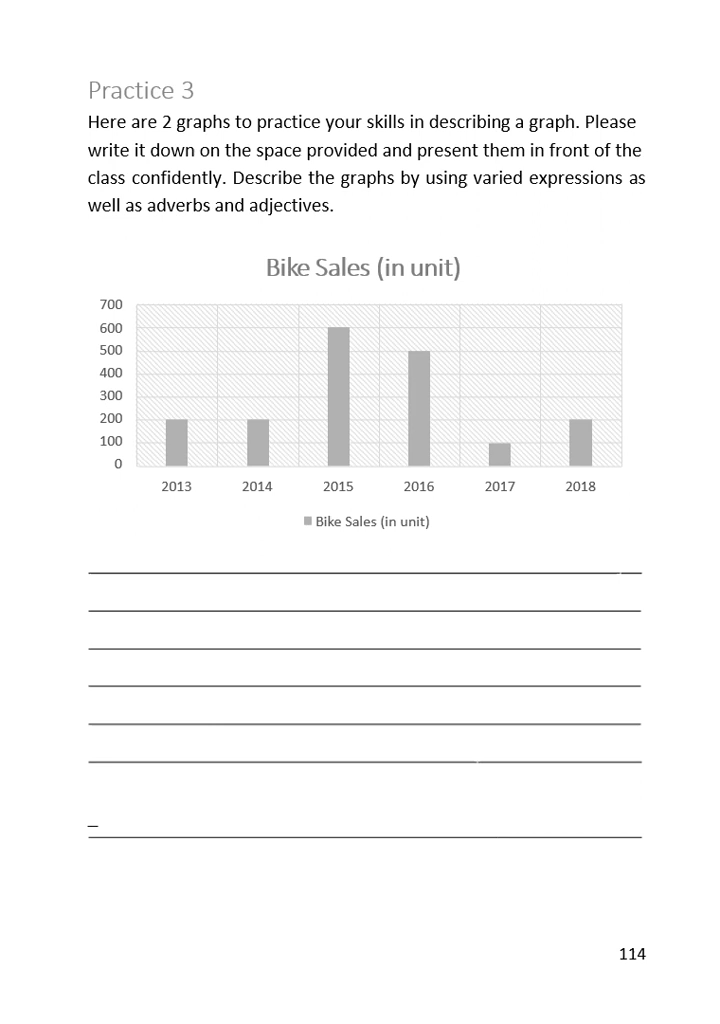 Practice 3
Here are 2 graphs to practice your skills in describing a graph. Please
write it down on the space provided and present them in front of the
class confidently. Describe the graphs by using varied expressions as
well as adverbs and adjectives.
Bike Sales (in unit)
700
600
500
400
300
200
100
0
2013 2014 2015 2016 2017 2018
Bike Sales (in unit)
114